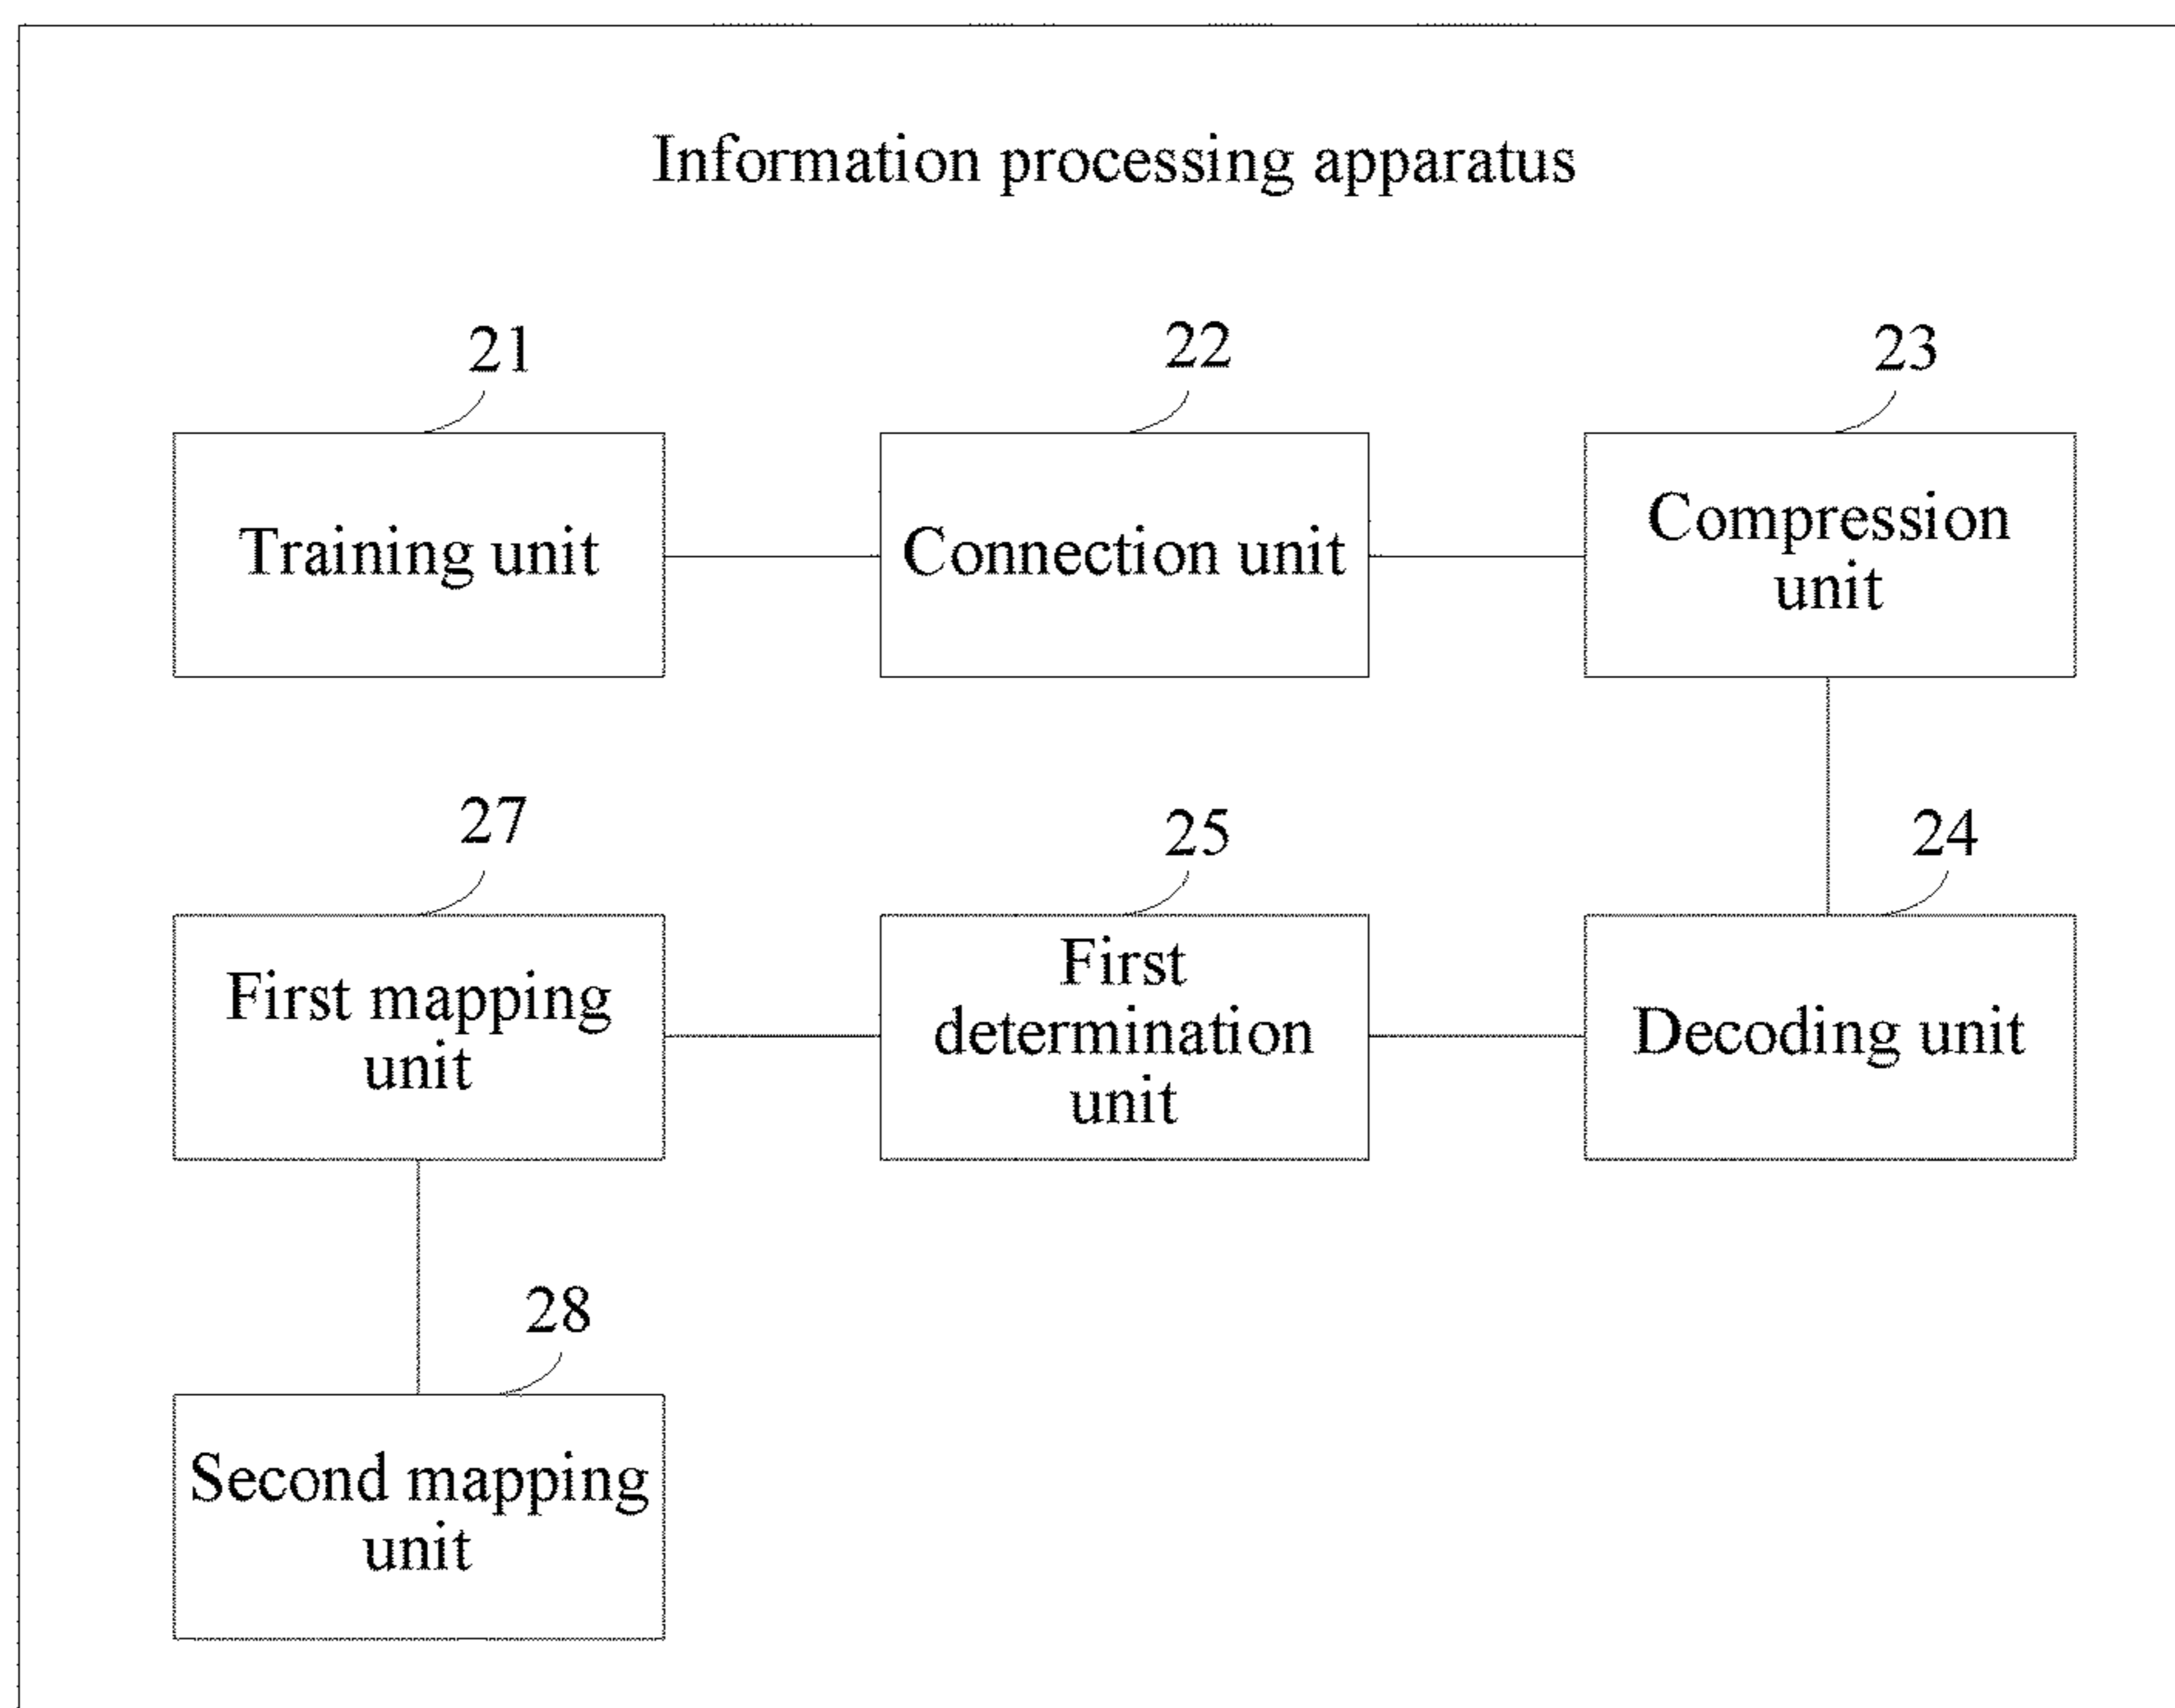 Information processing apparatus
21
22
23
Training unit
Connection unit
Compression
unit
27
25
24
First mapping
unit
First
determination
unit
Decoding unit
28
Second mapping
unit